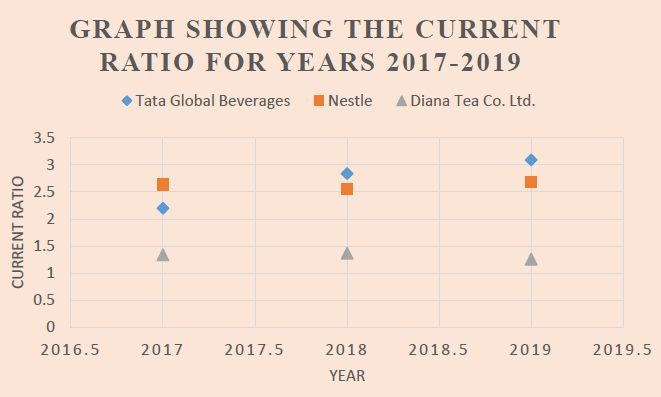 GRAPH SHOWING THE CURRENT
RATIO FOR YEARS 2017-2019
Tata Global Beverages Nestle Diana Tea Co. Ltd.
3.5
3
2.5
2
1.5
1
0.5
0
CURRENT RATIO
2016.5 2017 2017.5 2018 2018.5 2019 2019.5
YEAR